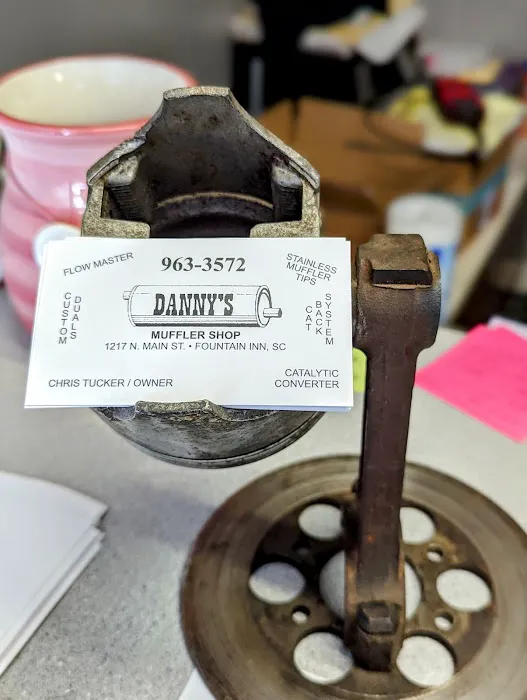 FLOW MASTER
963-3572
STAINLESS
MUFFLER
TIPS
CUSTOM
DUALS
DANNY'S
CAT
BACK
SYSTEM
MUFFLER SHOP
1217 N. MAIN ST. • FOUNTAIN INN, SC
CHRIS TUCKER / OWNER
CATALYTIC
CONVERTER